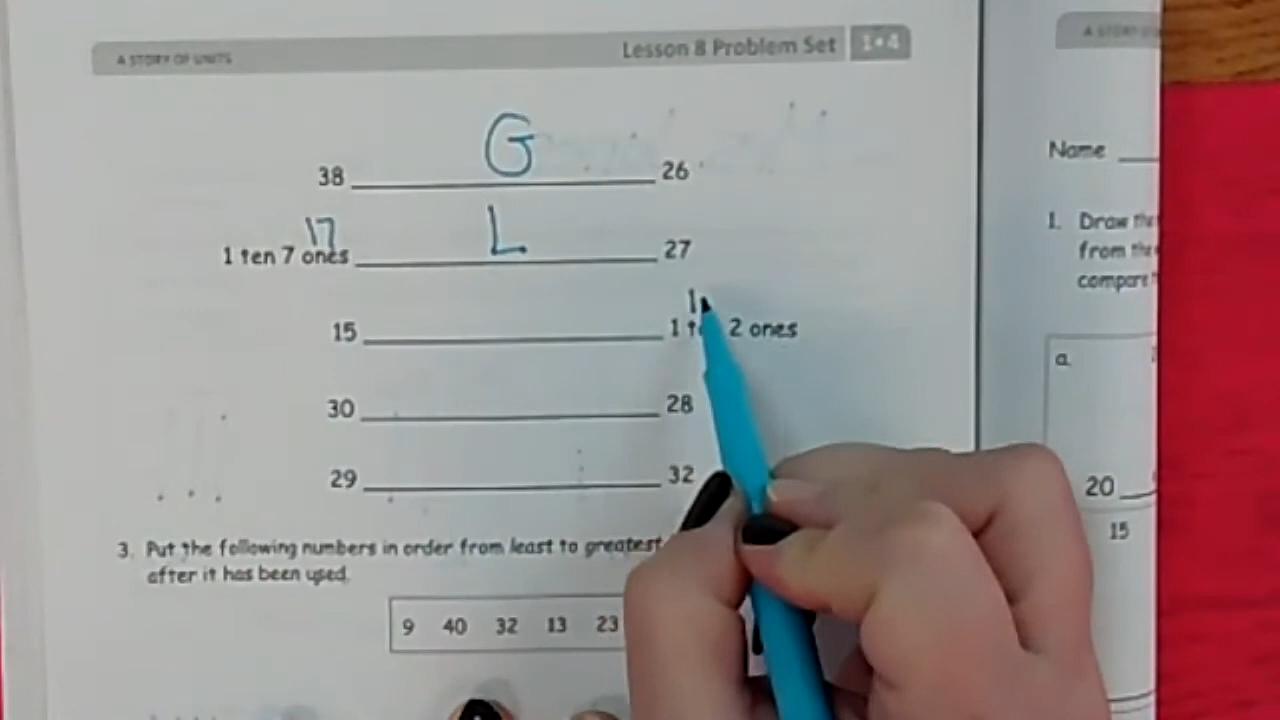 A STORY OF UNITS Lesson 8 Problem Set 1•4
G
38 26
17 L
1 ten 7 ones 27
1
15 1 2 ones
30 28
29 32
3. Put the following numbers in order from least to greatest
after it has been used.
9 40 32 13 23
Name
1. Draw the
from the
compare
a.
20
15